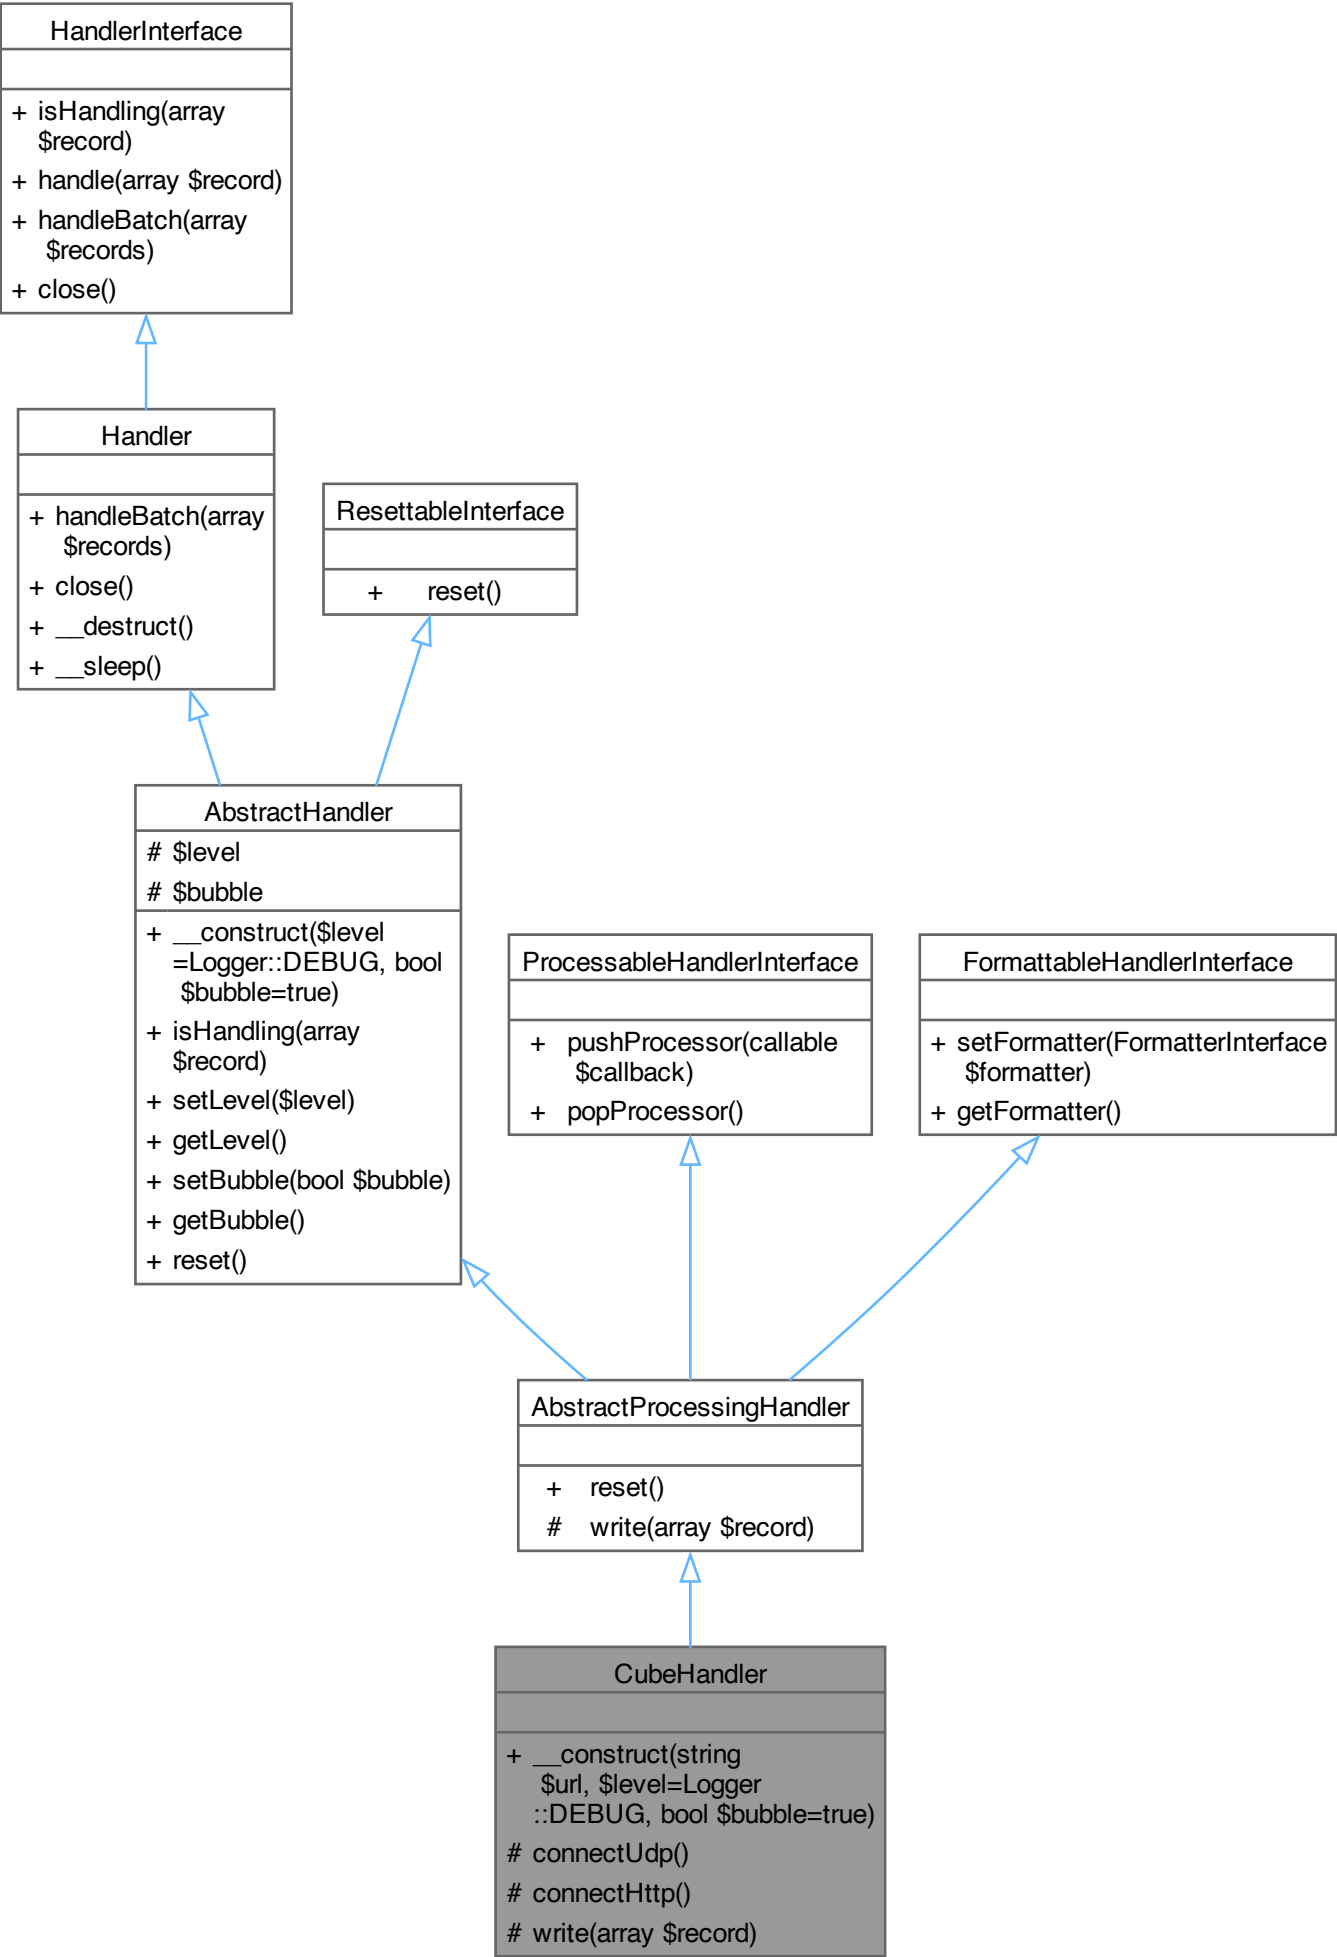 HandlerInterface
+ isHandling(array
$record)
+ handle(array $record)
+ handleBatch(array
$records)
+ close()
Handler
+ handleBatch(array
$records)
+ close()
+ __destruct()
+ __sleep()
ResettableInterface
+ reset()
AbstractHandler
# $level
# $bubble
+ __construct($level
=Logger::DEBUG, bool
$bubble=true)
+ isHandling(array
$record)
+ setLevel($level)
+ getLevel()
+ setBubble(bool $bubble)
+ getBubble()
+ reset()
ProcessableHandlerInterface
+ pushProcessor(callable
$callback)
+ popProcessor()
FormattableHandlerInterface
+ setFormatter(FormatterInterface
$formatter)
+ getFormatter()
AbstractProcessingHandler
+ reset()
# write(array $record)
CubeHandler
+ __construct(string
$url, $level=Logger
::DEBUG, bool $bubble=true)
# connectUdp()
# connectHttp()
# write(array $record)